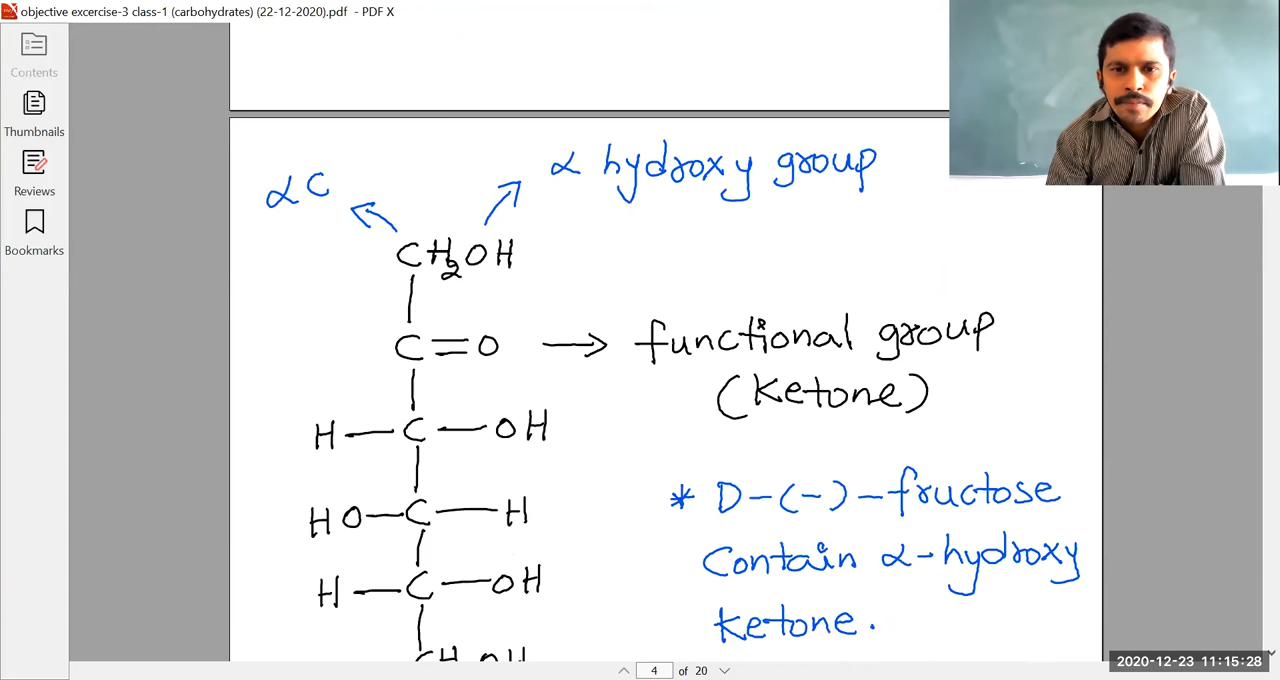 objective excercise-3 class-1 (carbohydrates) (22-12-2020).pdf - PDF X
Contents
Thumbnails
Reviews
Bookmarks
αC
α hydroxy group
CH2OH
C=O → functional group
(Ketone)
H—C—OH
* D-(-)-fructose
HO—C—H
Contain α-hydroxy
H—C—OH
Ketone.
CH OH
4 of 20
2020-12-23 11:15:28